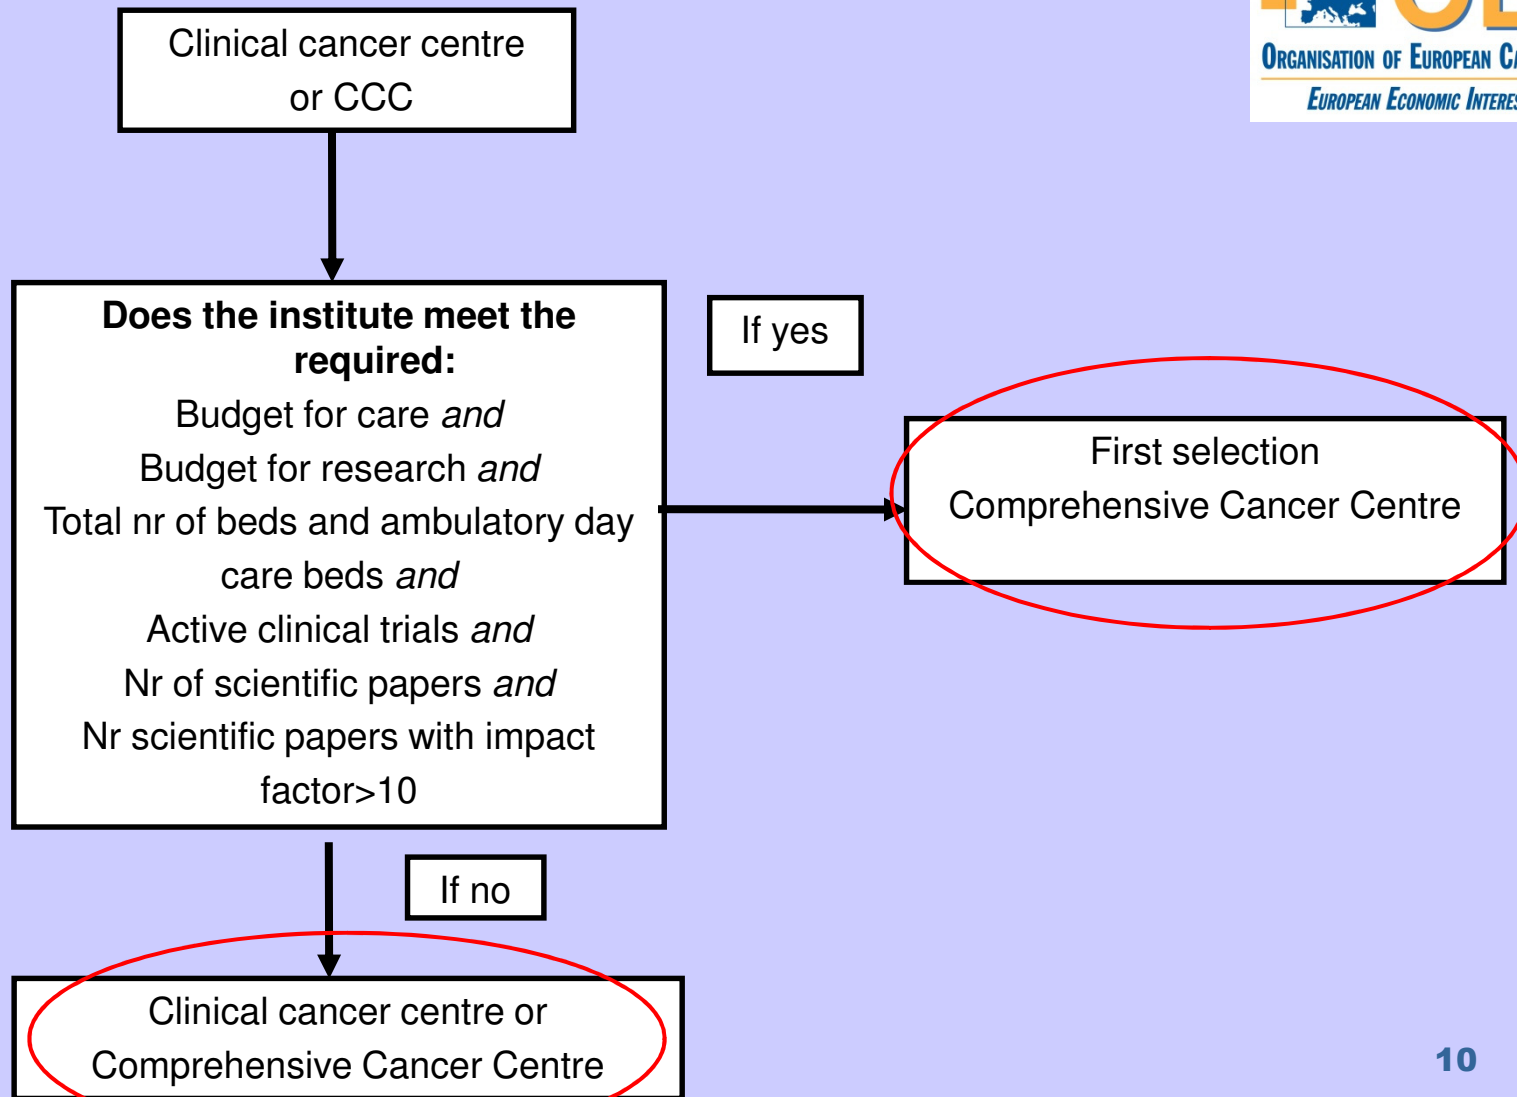 ORGANISATION OF EUROPEAN
EUROPEAN ECONOMIC
Clinical cancer centre
or CCC
Does the institute meet the
required:
Budget for care and
Budget for research and
Total nr of beds and ambulatory day
care beds and
Active clinical trials and
Nr of scientific papers and
Nr scientific papers with impact
factor>10
If yes
First selection
Comprehensive Cancer Centre
If no
Clinical cancer centre or
Comprehensive Cancer Centre
10